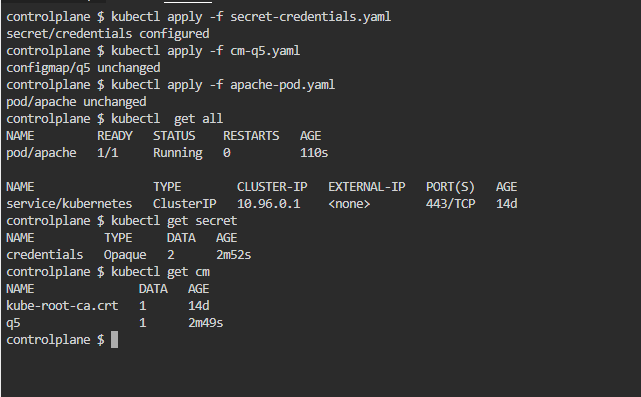 controlplane $ kubectl apply -f secret-credentials.yaml
secret/credentials configured
controlplane $ kubectl apply -f cm-q5.yaml
configmap/q5 unchanged
controlplane $ kubectl apply -f apache-pod.yaml
pod/apache unchanged
controlplane $ kubectl  get all
NAME         READY   STATUS    RESTARTS   AGE
pod/apache   1/1     Running   0          110s

NAME                 TYPE        CLUSTER-IP   EXTERNAL-IP   PORT(S)   AGE
service/kubernetes   ClusterIP   10.96.0.1    <none>        443/TCP   14d
controlplane $ kubectl get secret
NAME          TYPE     DATA   AGE
credentials   Opaque   2      2m52s
controlplane $ kubectl get cm
NAME               DATA   AGE
kube-root-ca.crt   1      14d
q5                 1      2m49s
controlplane $